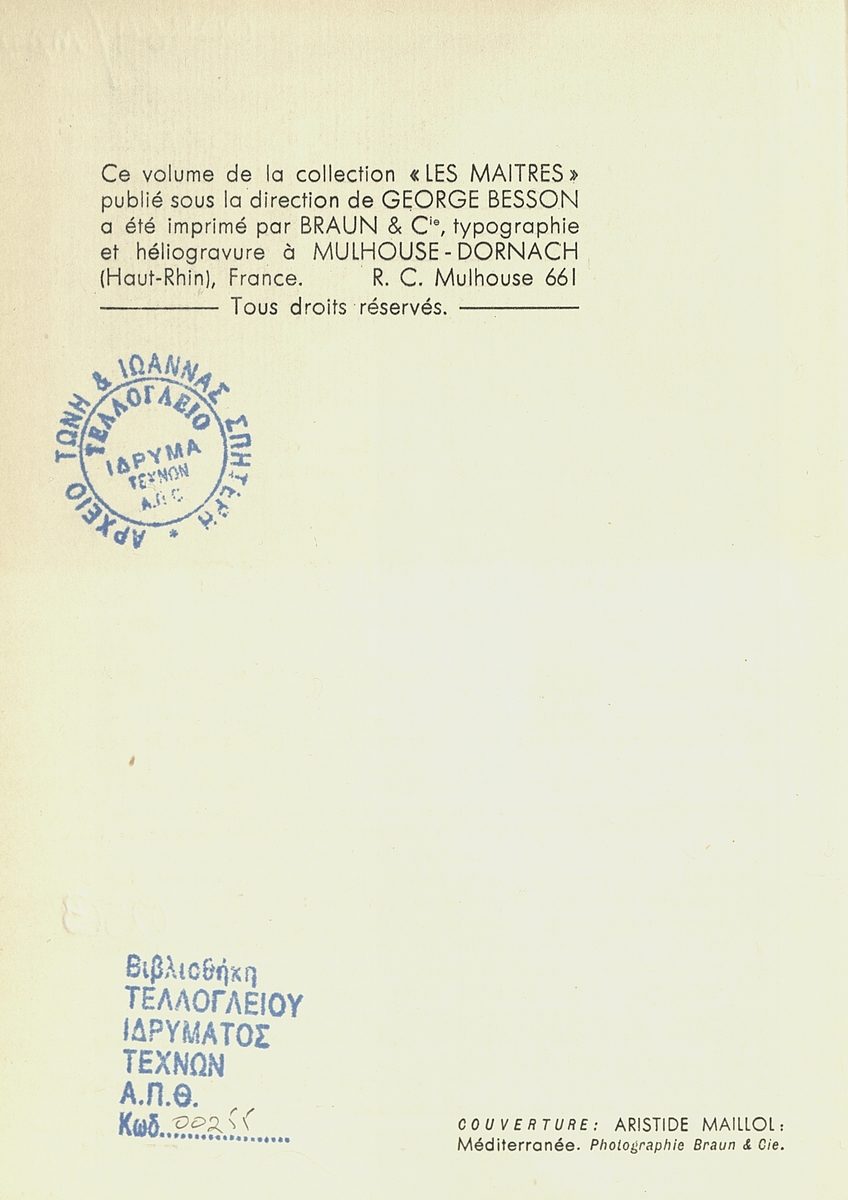 Ce volume de la collection « LES MAITRES »
publié sous la direction de GEORGE BESSON
a été imprimé par BRAUN & Cie, typographie
et héliogravure à MULHOUSE-DORNACH
(Haut-Rhin), France. R. C. Mulhouse 661
Tous droits réservés.
ΑΡΧΕΙΟ ΤΩΝΗ & ΙΩΑΝΝΑΣ ΣΠΗΤΕΡΗ *
ΤΕΛΛΟΓΛΕΙΟ
ΙΔΡΥΜΑ
ΤΕΧΝΩΝ
Α.Π.Θ
Βιβλιοθήκη
ΤΕΛΛΟΓΛΕΙΟΥ
ΙΔΡΥΜΑΤΟΣ
ΤΕΧΝΩΝ
Α.Π.Θ.
Κωδ. 00255
COUVERTURE: ARISTIDE MAILLOL:
Méditerranée. Photographie Braun & Cie.